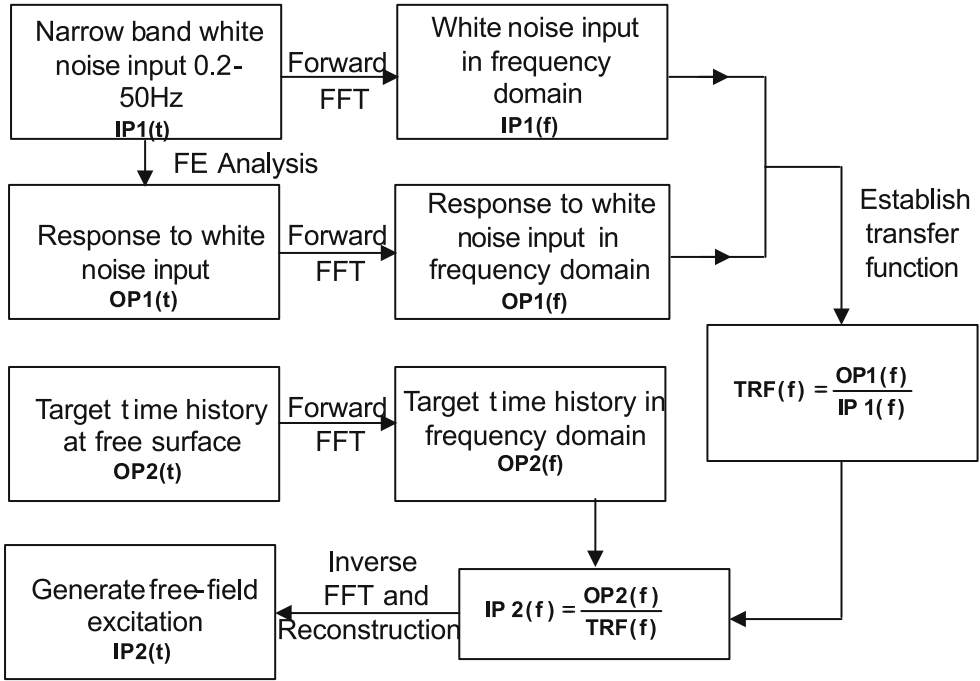 Narrow band white
noise input 0.2-
50Hz
IP1(t)
Forward
FFT
White noise input
in frequency
domain
IP1(f)
FE Analysis
Response to white
noise input
OP1(t)
Forward
FFT
Response to white
noise input in
frequency domain
OP1(f)
Establish
transfer
function
TRF(f) = OP1(f)
IP 1(f)
Target time history
at free surface
OP2(t)
Forward
FFT
Target time history in
frequency domain
OP2(f)
IP 2(f) = OP2(f)
TRF(f)
Inverse
FFT and
Reconstruction
Generate free-field
excitation
IP2(t)